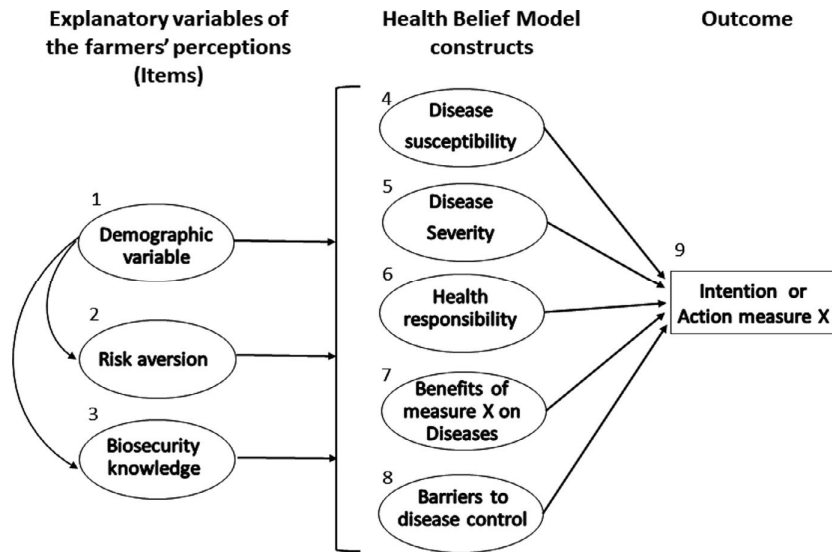 Explanatory variables of
the farmers' perceptions
(Items)
Health Belief Model
constructs
Outcome
1
Demographic
variable
2
Risk aversion
3
Biosecurity
knowledge
4
Disease
susceptibility
5
Disease
Severity
6
Health
responsibility
7
Benefits of
measure X on
Diseases
8
Barriers to
disease control
9
Intention or
Action measure X